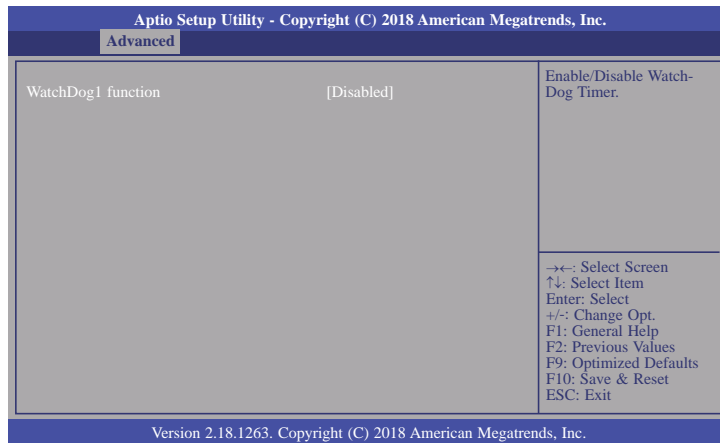 Aptio Setup Utility - Copyright (C) 2018 American Megatrends, Inc.
Advanced
WatchDog1 function [Disabled]
Enable/Disable Watch-
Dog Timer.
→←: Select Screen
↑↓: Select Item
Enter: Select
+/-: Change Opt.
F1: General Help
F2: Previous Values
F9: Optimized Defaults
F10: Save & Reset
ESC: Exit
Version 2.18.1263. Copyright (C) 2018 American Megatrends, Inc.